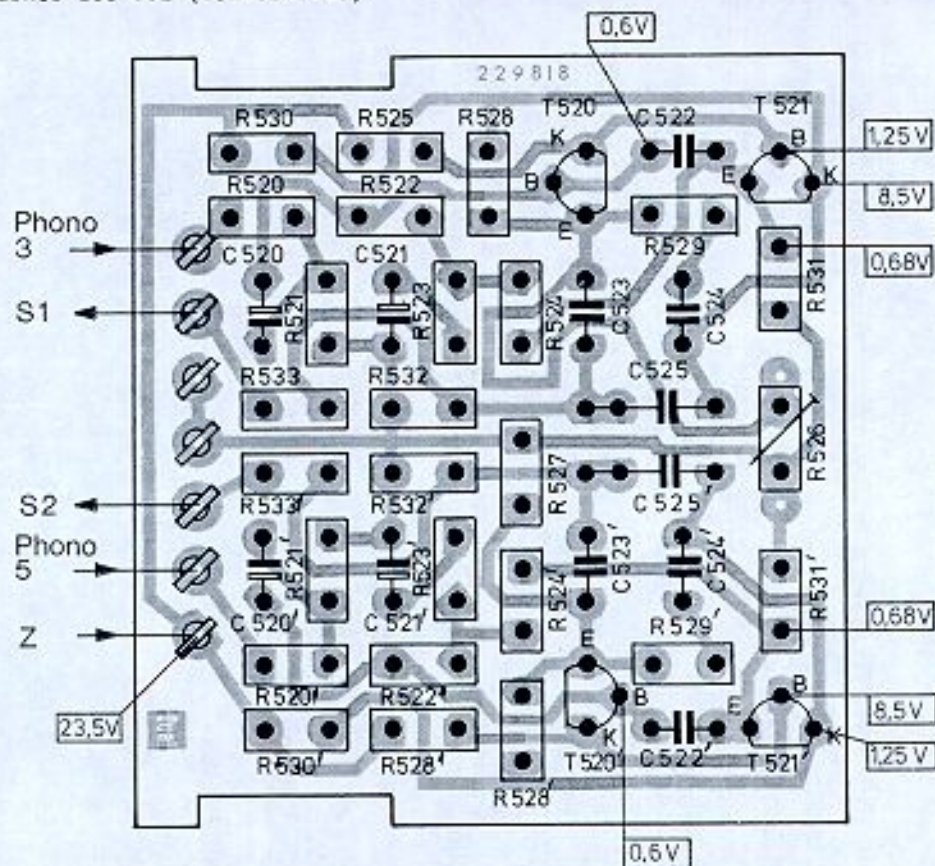 0,6V
229818
T520 T521
R530 R525 R528 C522
K B
1,25V
B E K
8,5V
R520 R522
Phono
3
E
R529
0,68V
C520 C521
R531
S1
R521 R523 R524 C523 C524
C525
R533 R532
R526
R527
S2
R533' R532' C525'
Phono
5
R521' R523' R524' C523' C524' R531'
C520' C521'
0,68V
R529'
Z
E
R520' R522'
B E B
8,5V
23,5V
K K
R530' R528' T520' C522' T521'
1,25V
R528'
0,6V